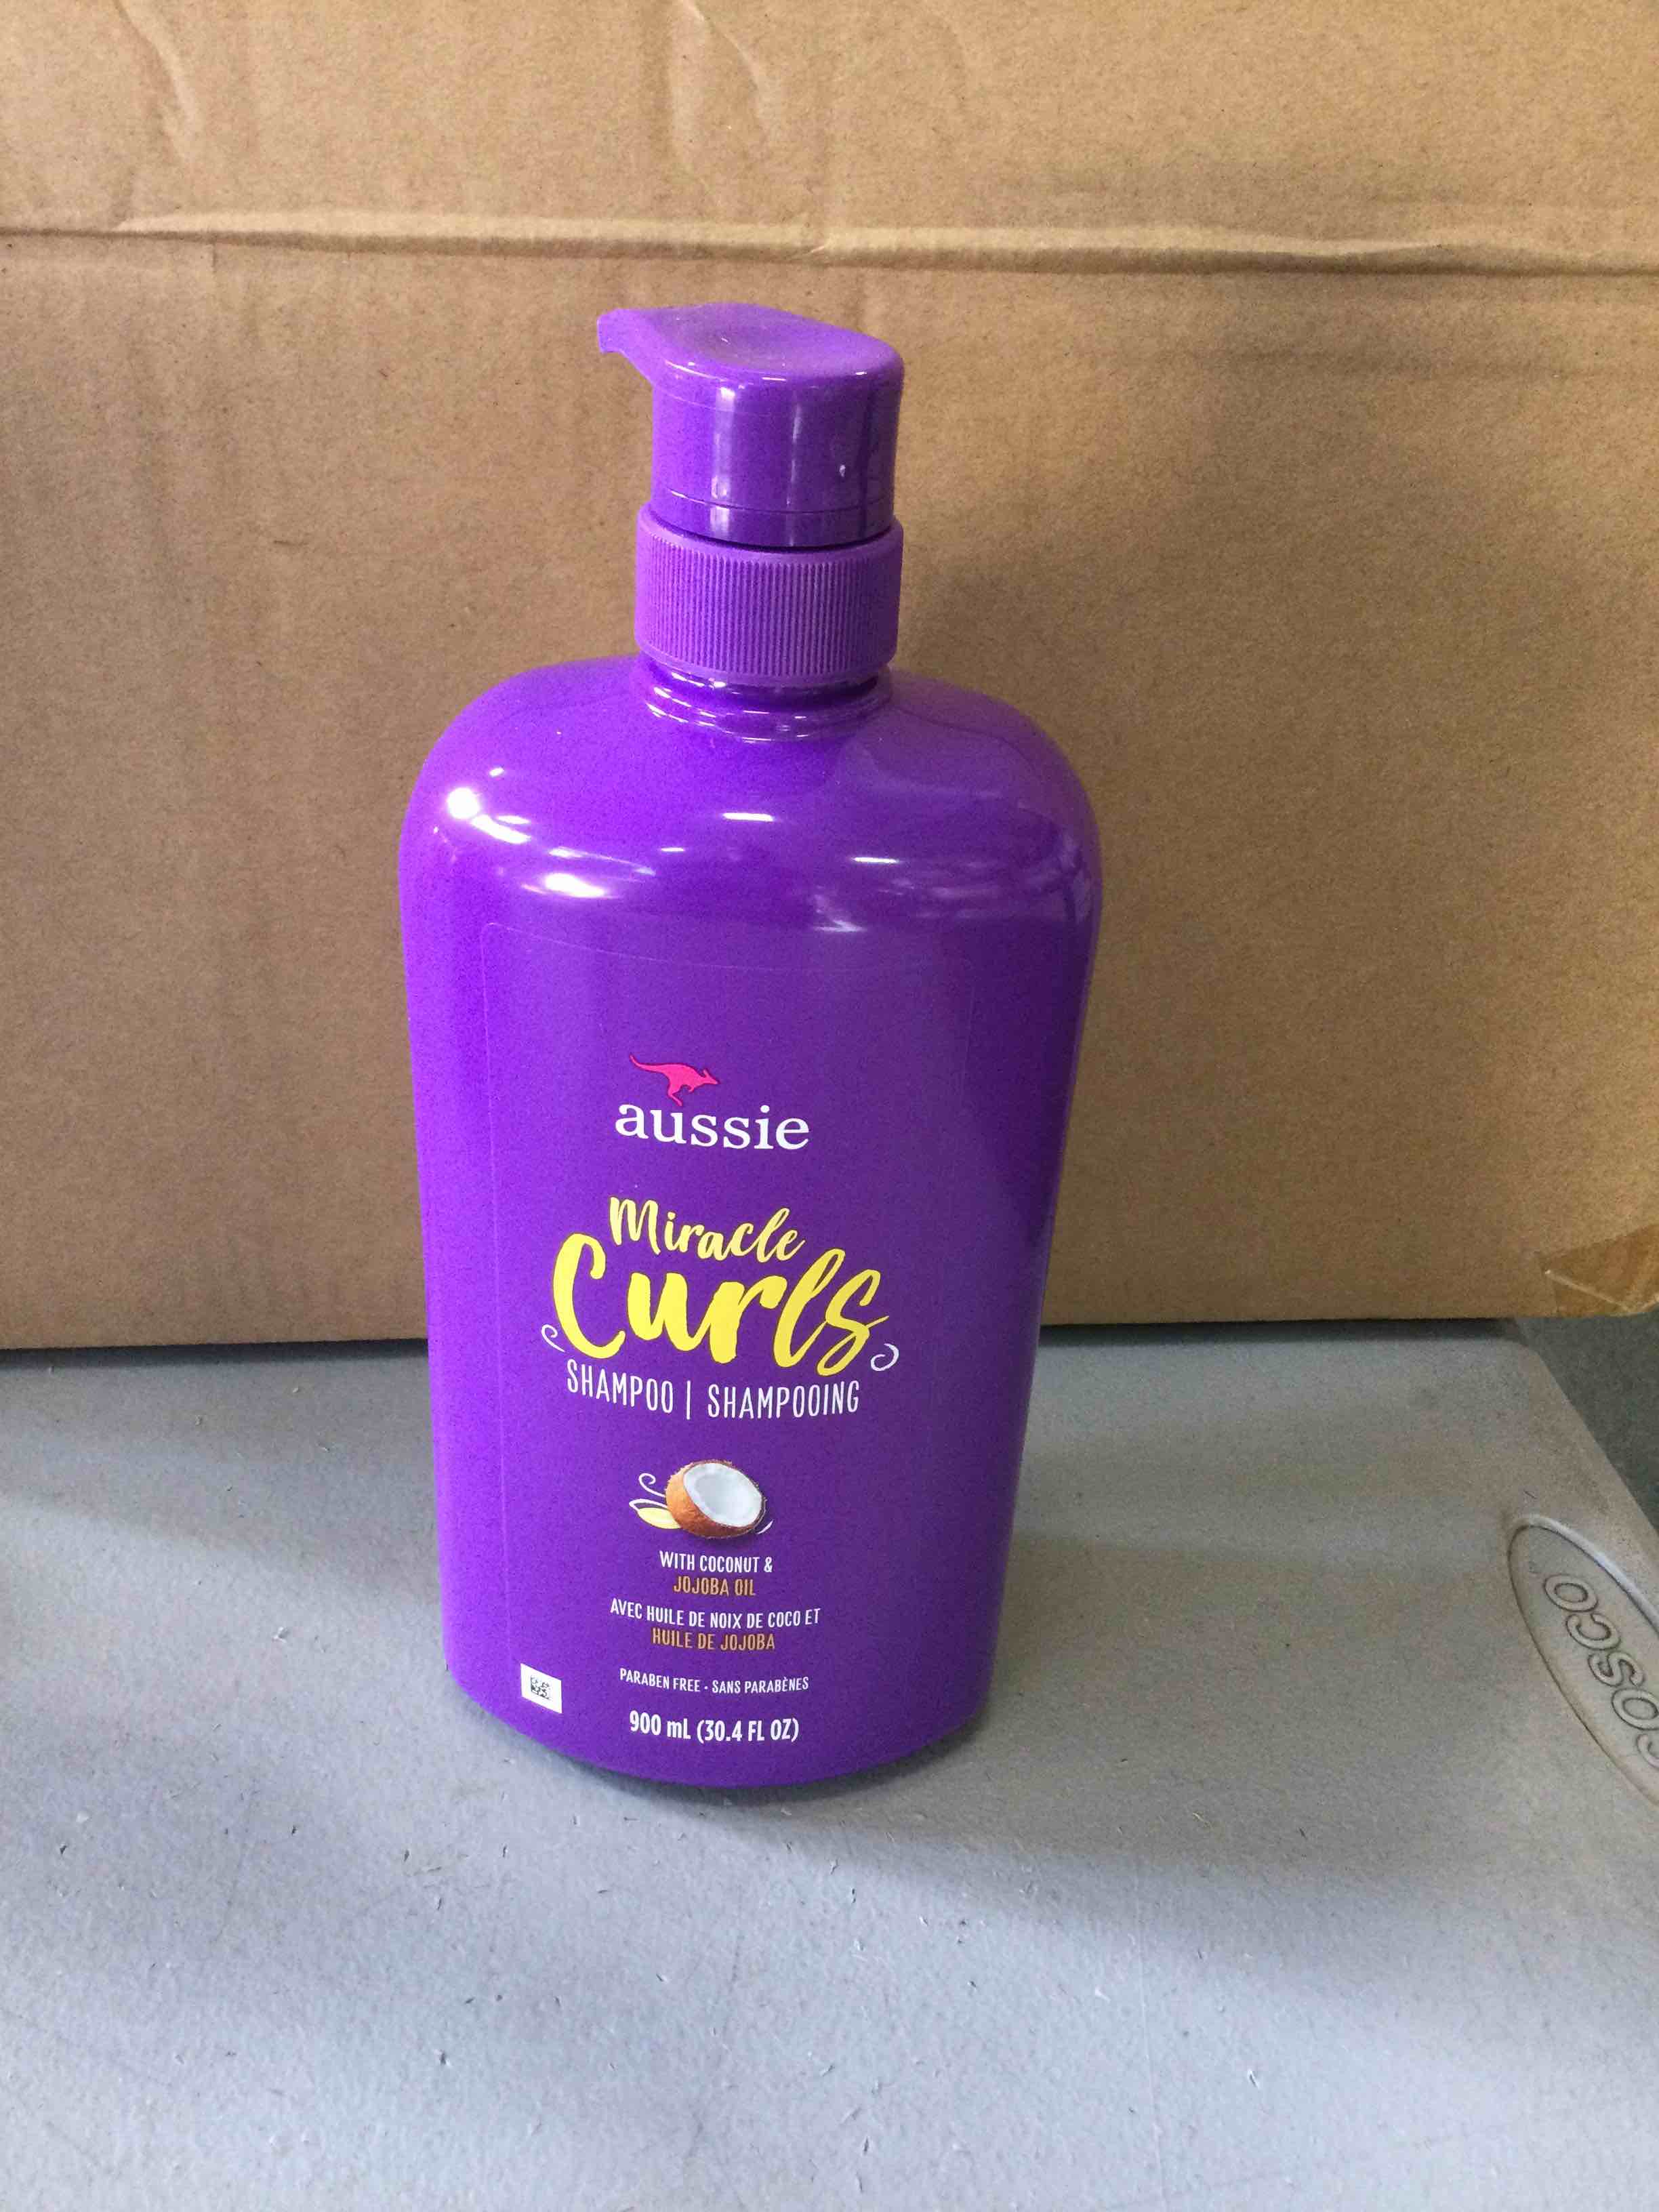 aussie
Miracle
Curls
SHAMPOO | SHAMPOOING
WITH COCONUT &
JOJOBA OIL
AVEC HUILE DE NOIX DE COCO ET
HUILE DE JOJOBA
PARABEN FREE • SANS PARABÈNES
900 mL (30.4 FL OZ)
COSCO